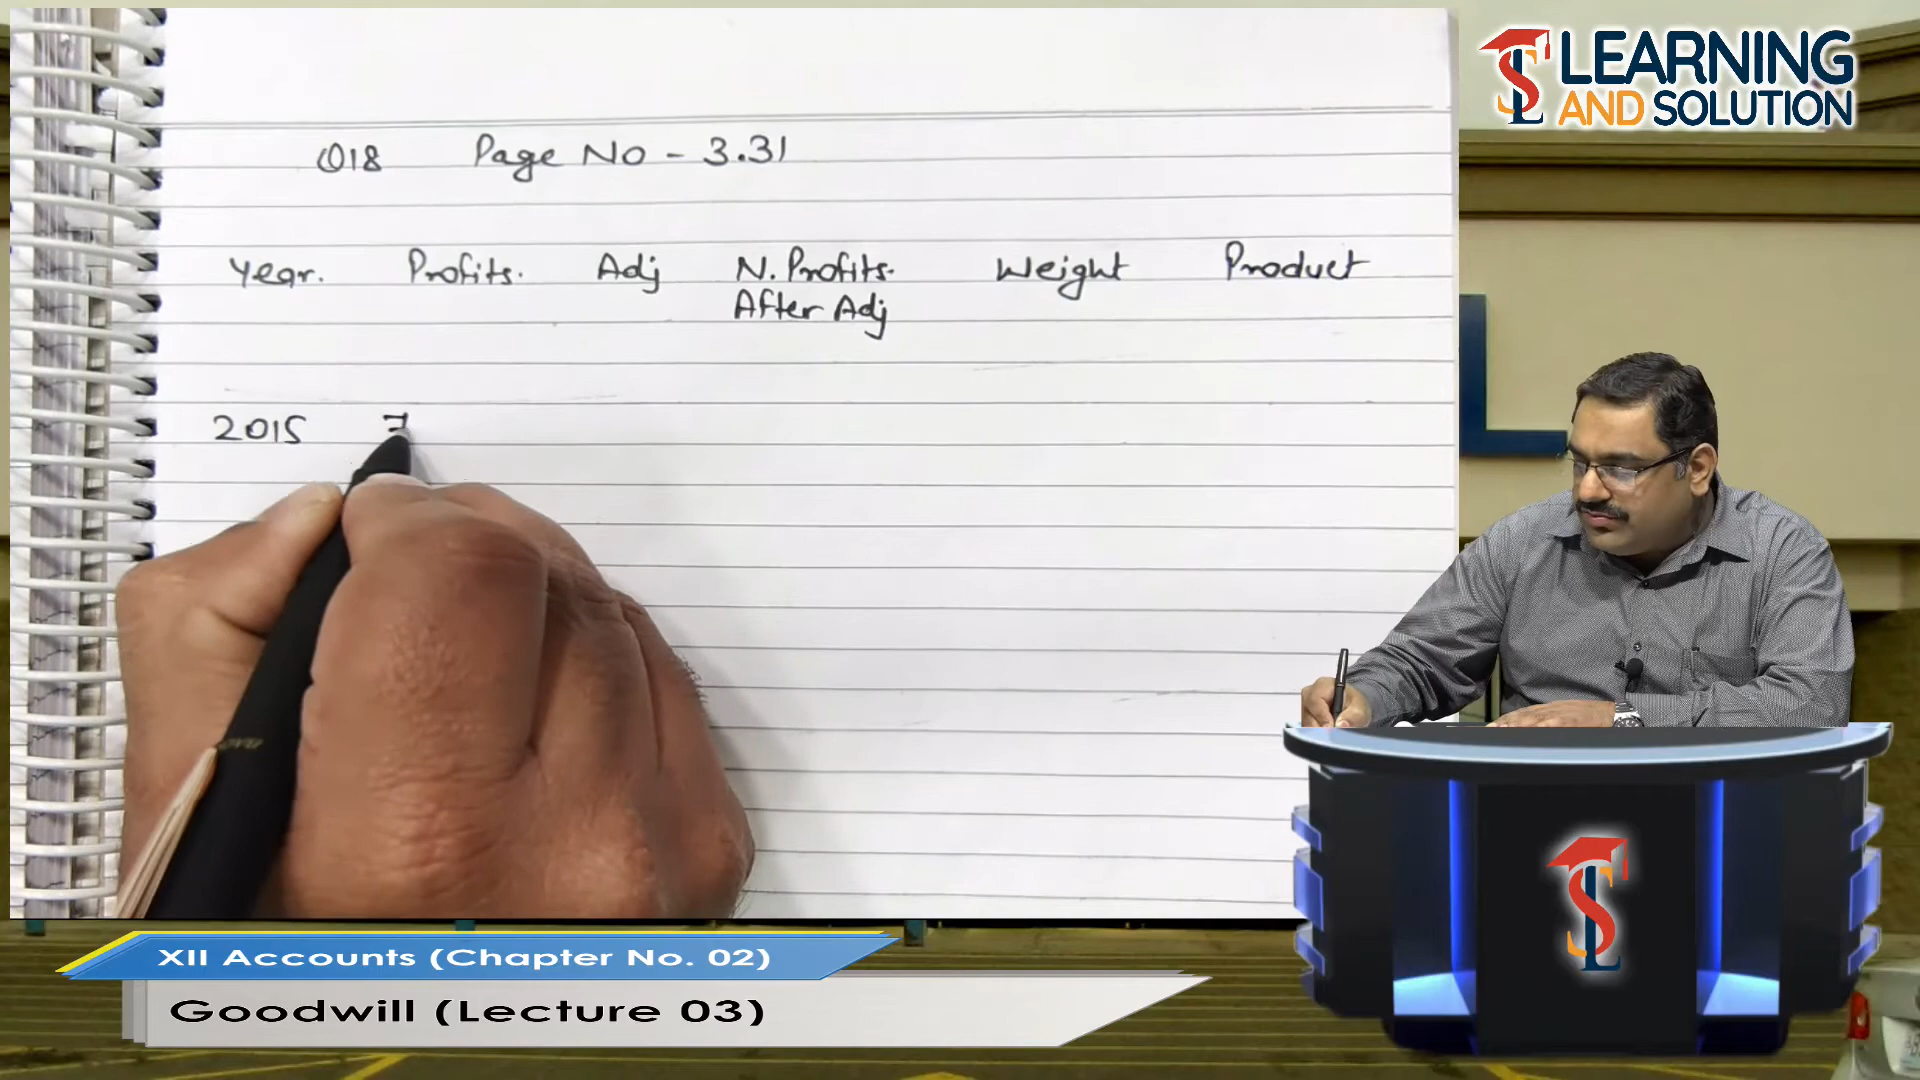 LEARNING
AND SOLUTION
Q18 Page No - 3.31
Year. Profits. Adj N. Profits. Weight Product
After Adj
2015 7
XII Accounts (Chapter No. 02)
Goodwill (Lecture 03)